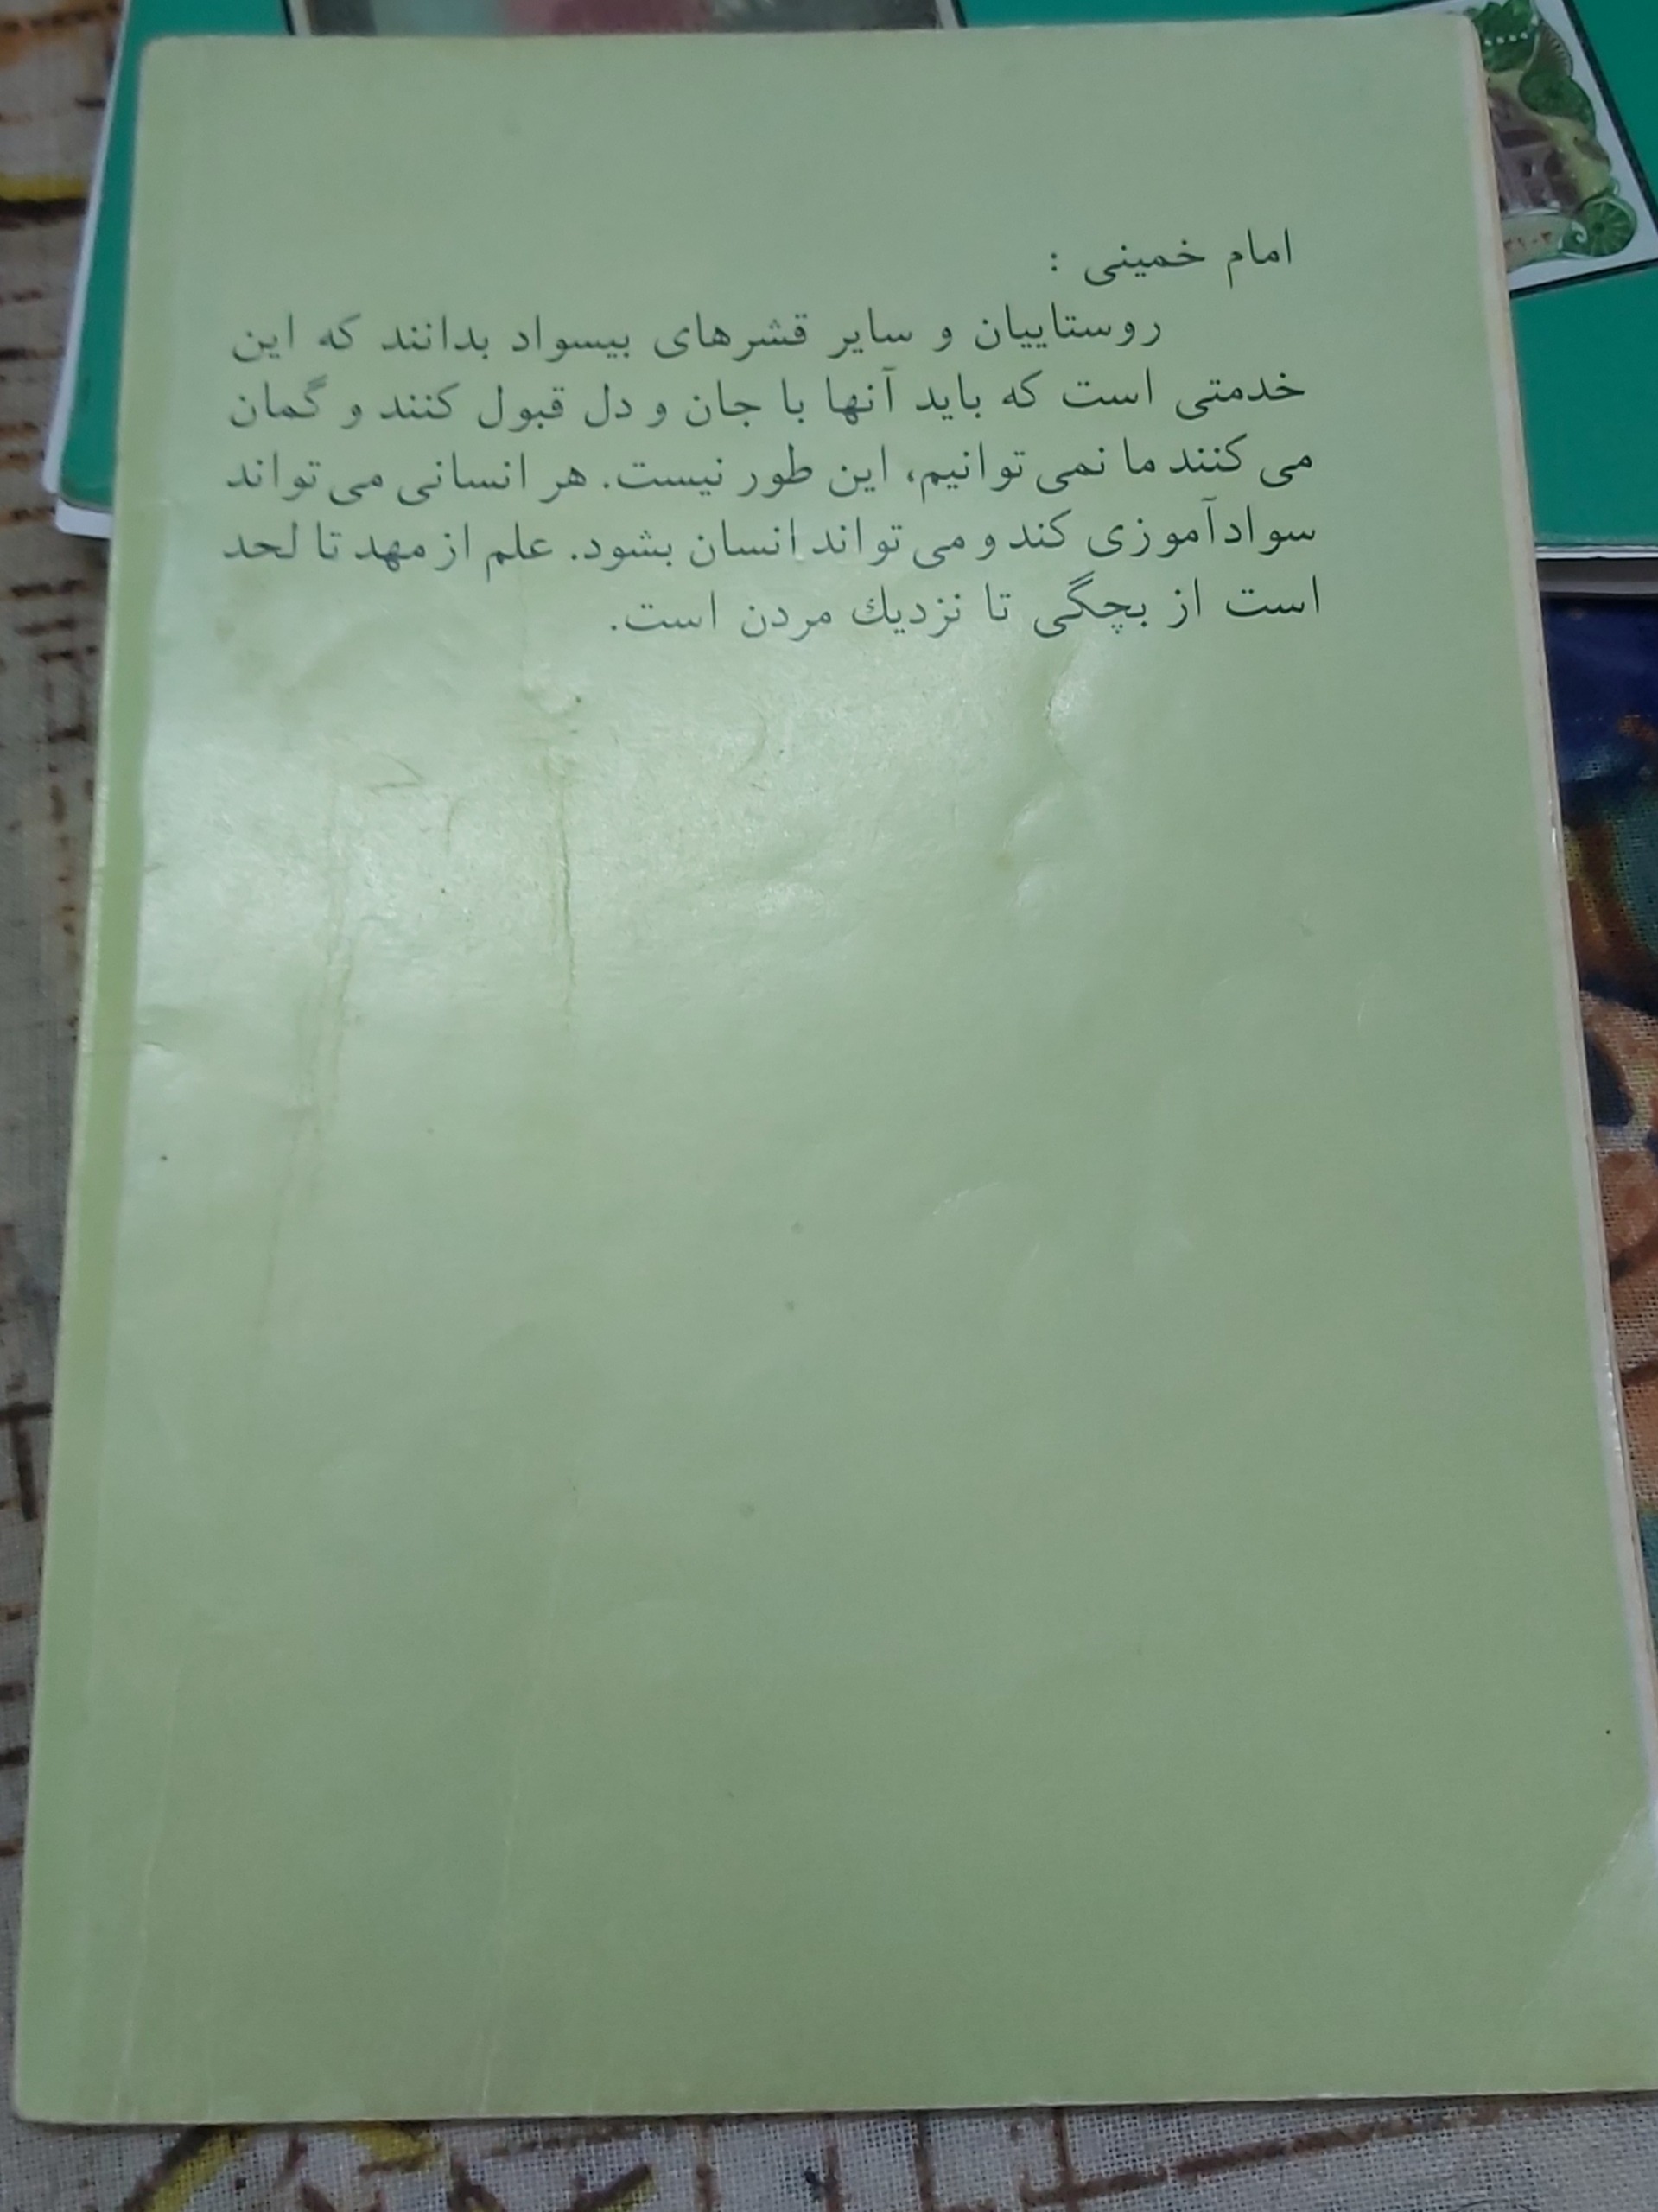 امام خمینی :
روستاییان و سایر قشرهای بیسواد بدانند که این
خدمتی است که باید آنها با جان و دل قبول کنند و گمان
می کنند ما نمی توانیم، این طور نیست. هر انسانی می تواند
سوادآموزی کند و می تواند انسان بشود. علم از مهد تا لحد
است از بچگی تا نزدیك مردن است.